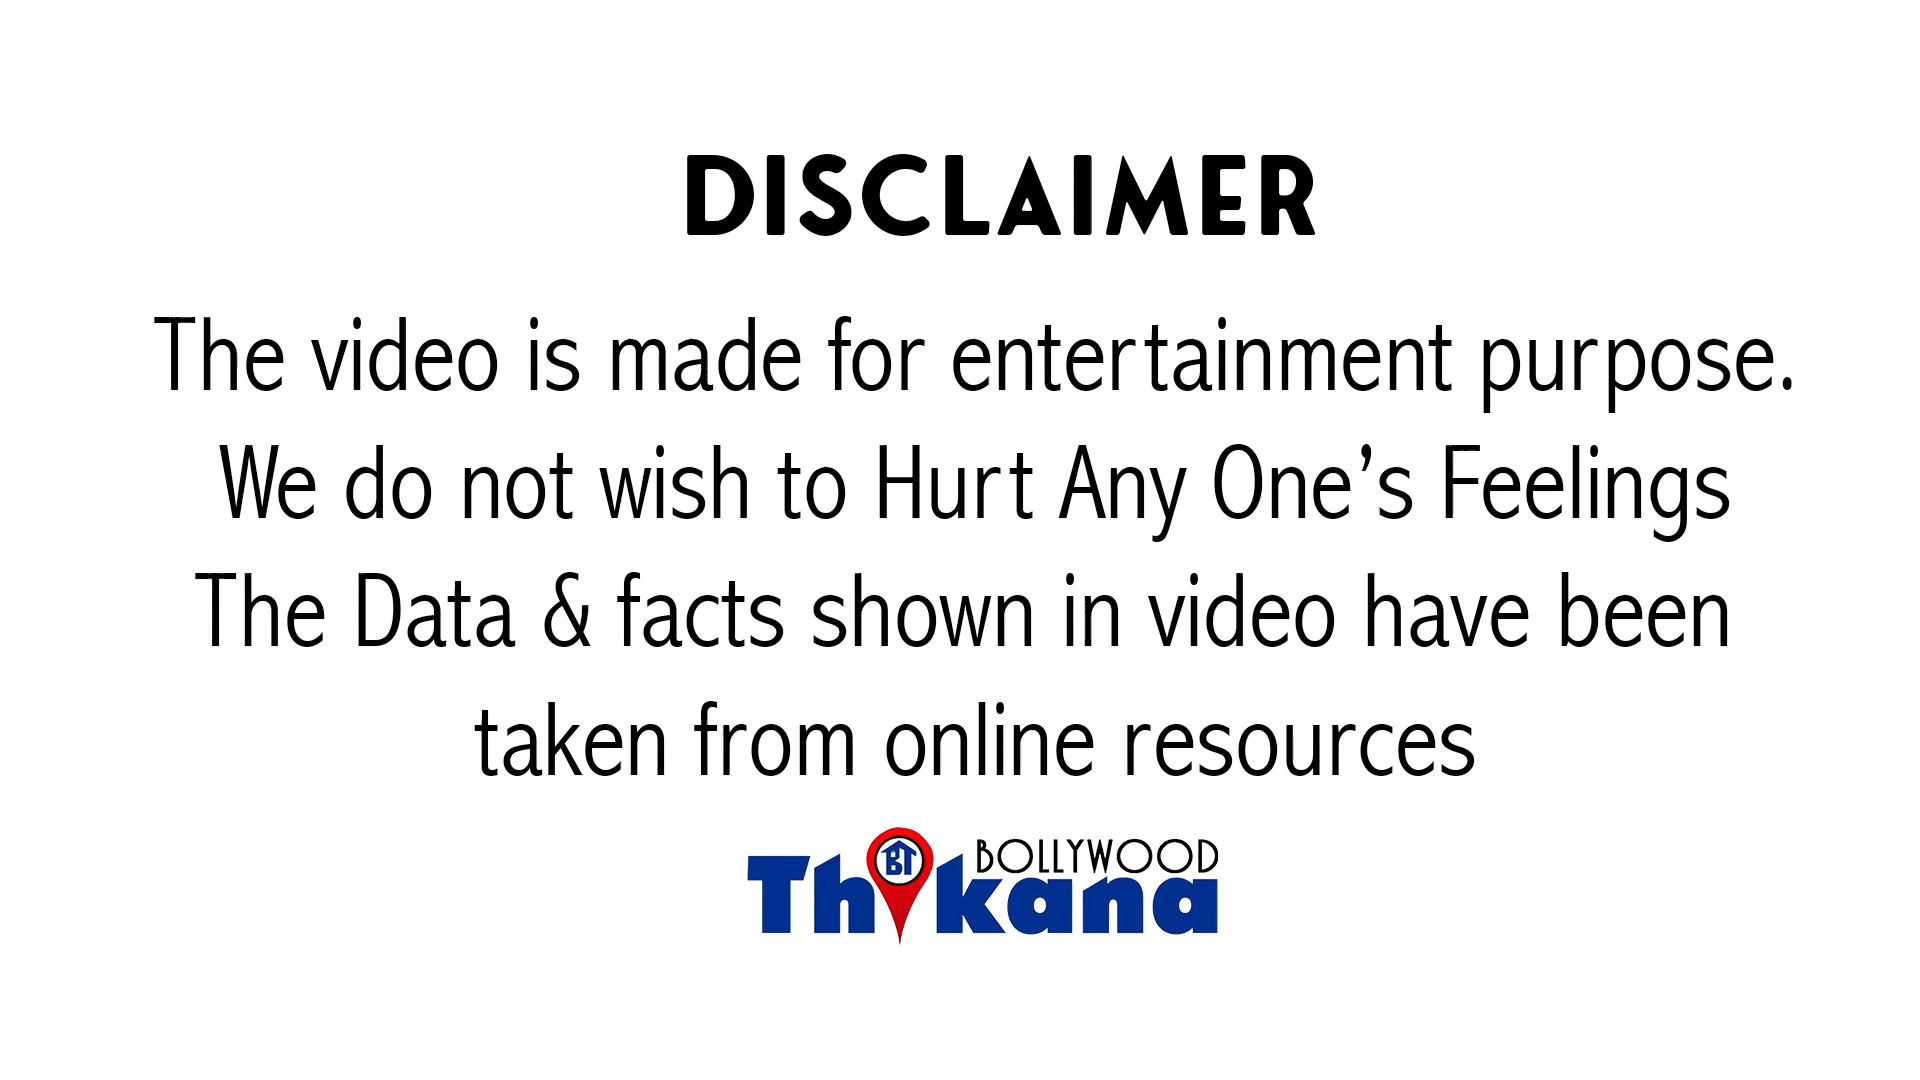 DISCLAIMER
The video is made for entertainment purpose.
We do not wish to Hurt Any One’s Feelings
The Data & facts shown in video have been
taken from online resources
BT
BOLLYWOOD
Thikana